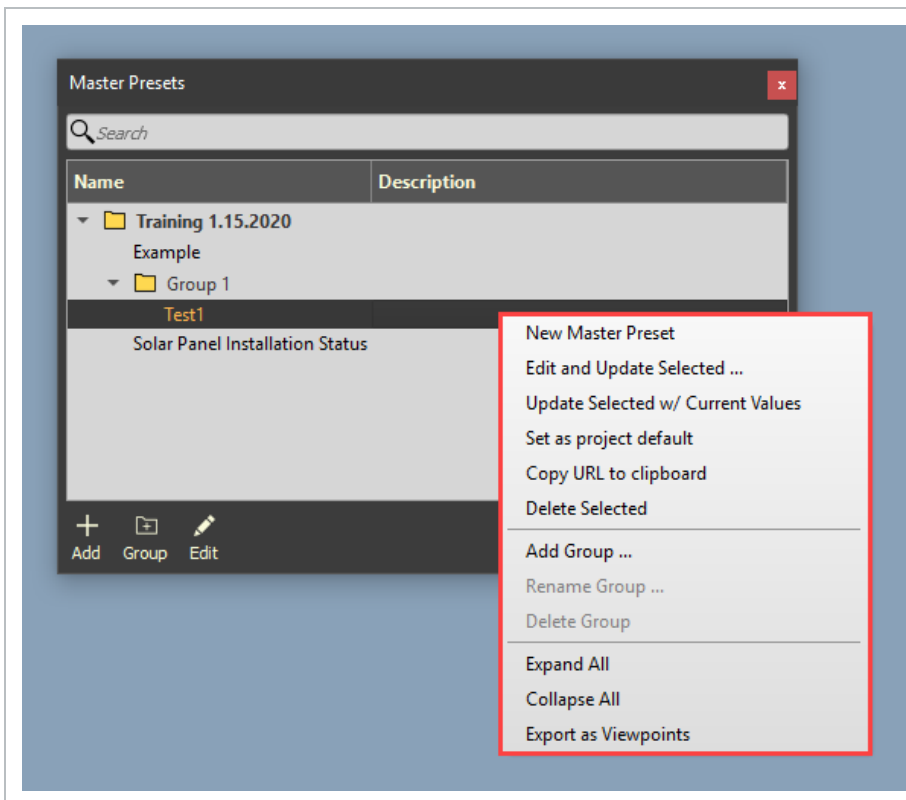 Master Presets
x
Search
Name Description
Training 1.15.2020
Example
Group 1
Test1
Solar Panel Installation Status
Add Group Edit
New Master Preset
Edit and Update Selected ...
Update Selected w/ Current Values
Set as project default
Copy URL to clipboard
Delete Selected
Add Group ...
Rename Group ...
Delete Group
Expand All
Collapse All
Export as Viewpoints